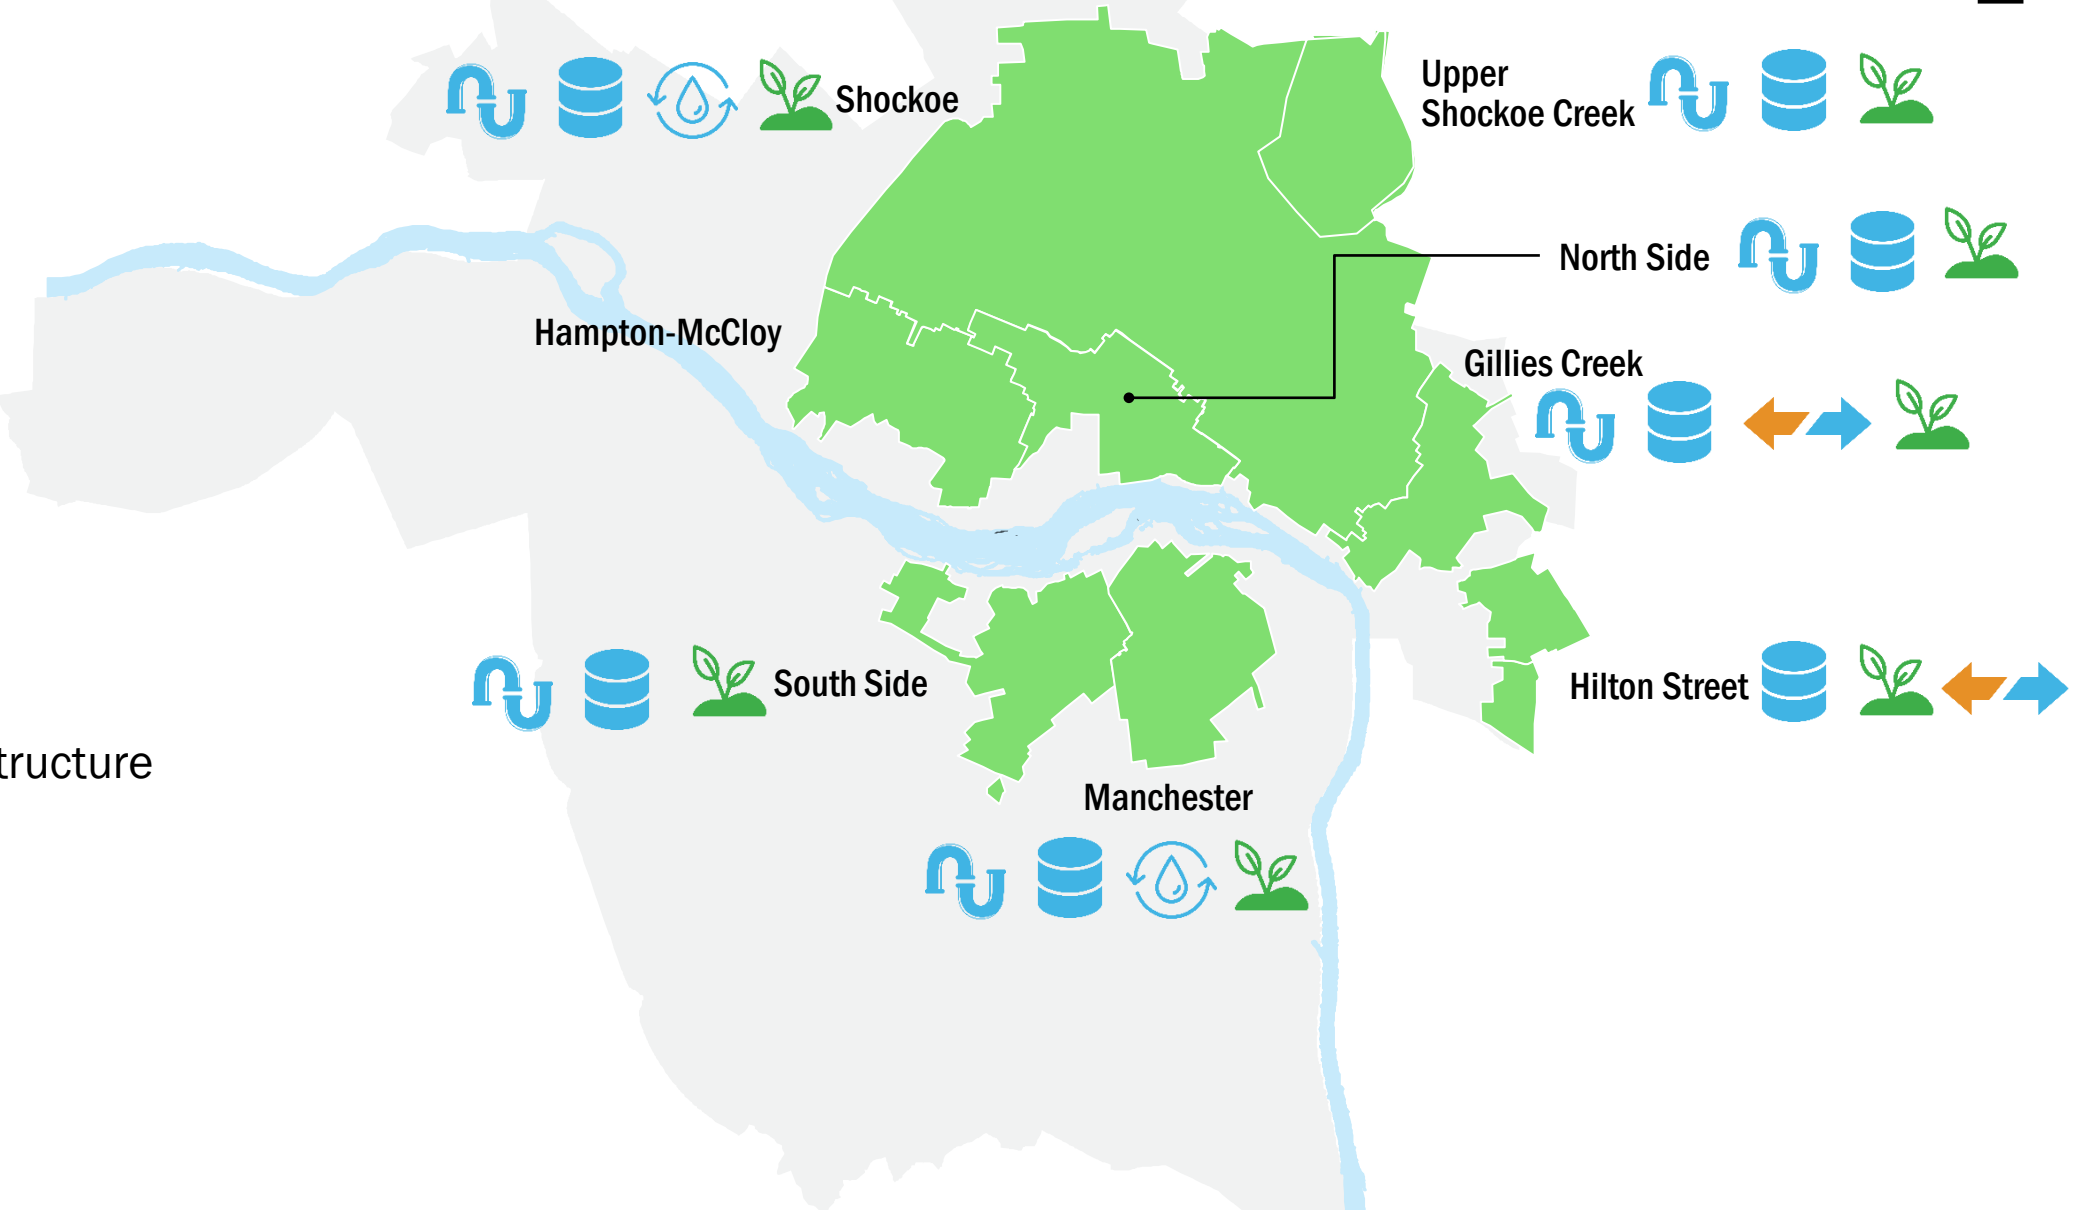 Shockoe
Upper
Shockoe Creek
North Side
Hampton-McCloy
Gillies Creek
South Side
Hilton Street
tructure
Manchester